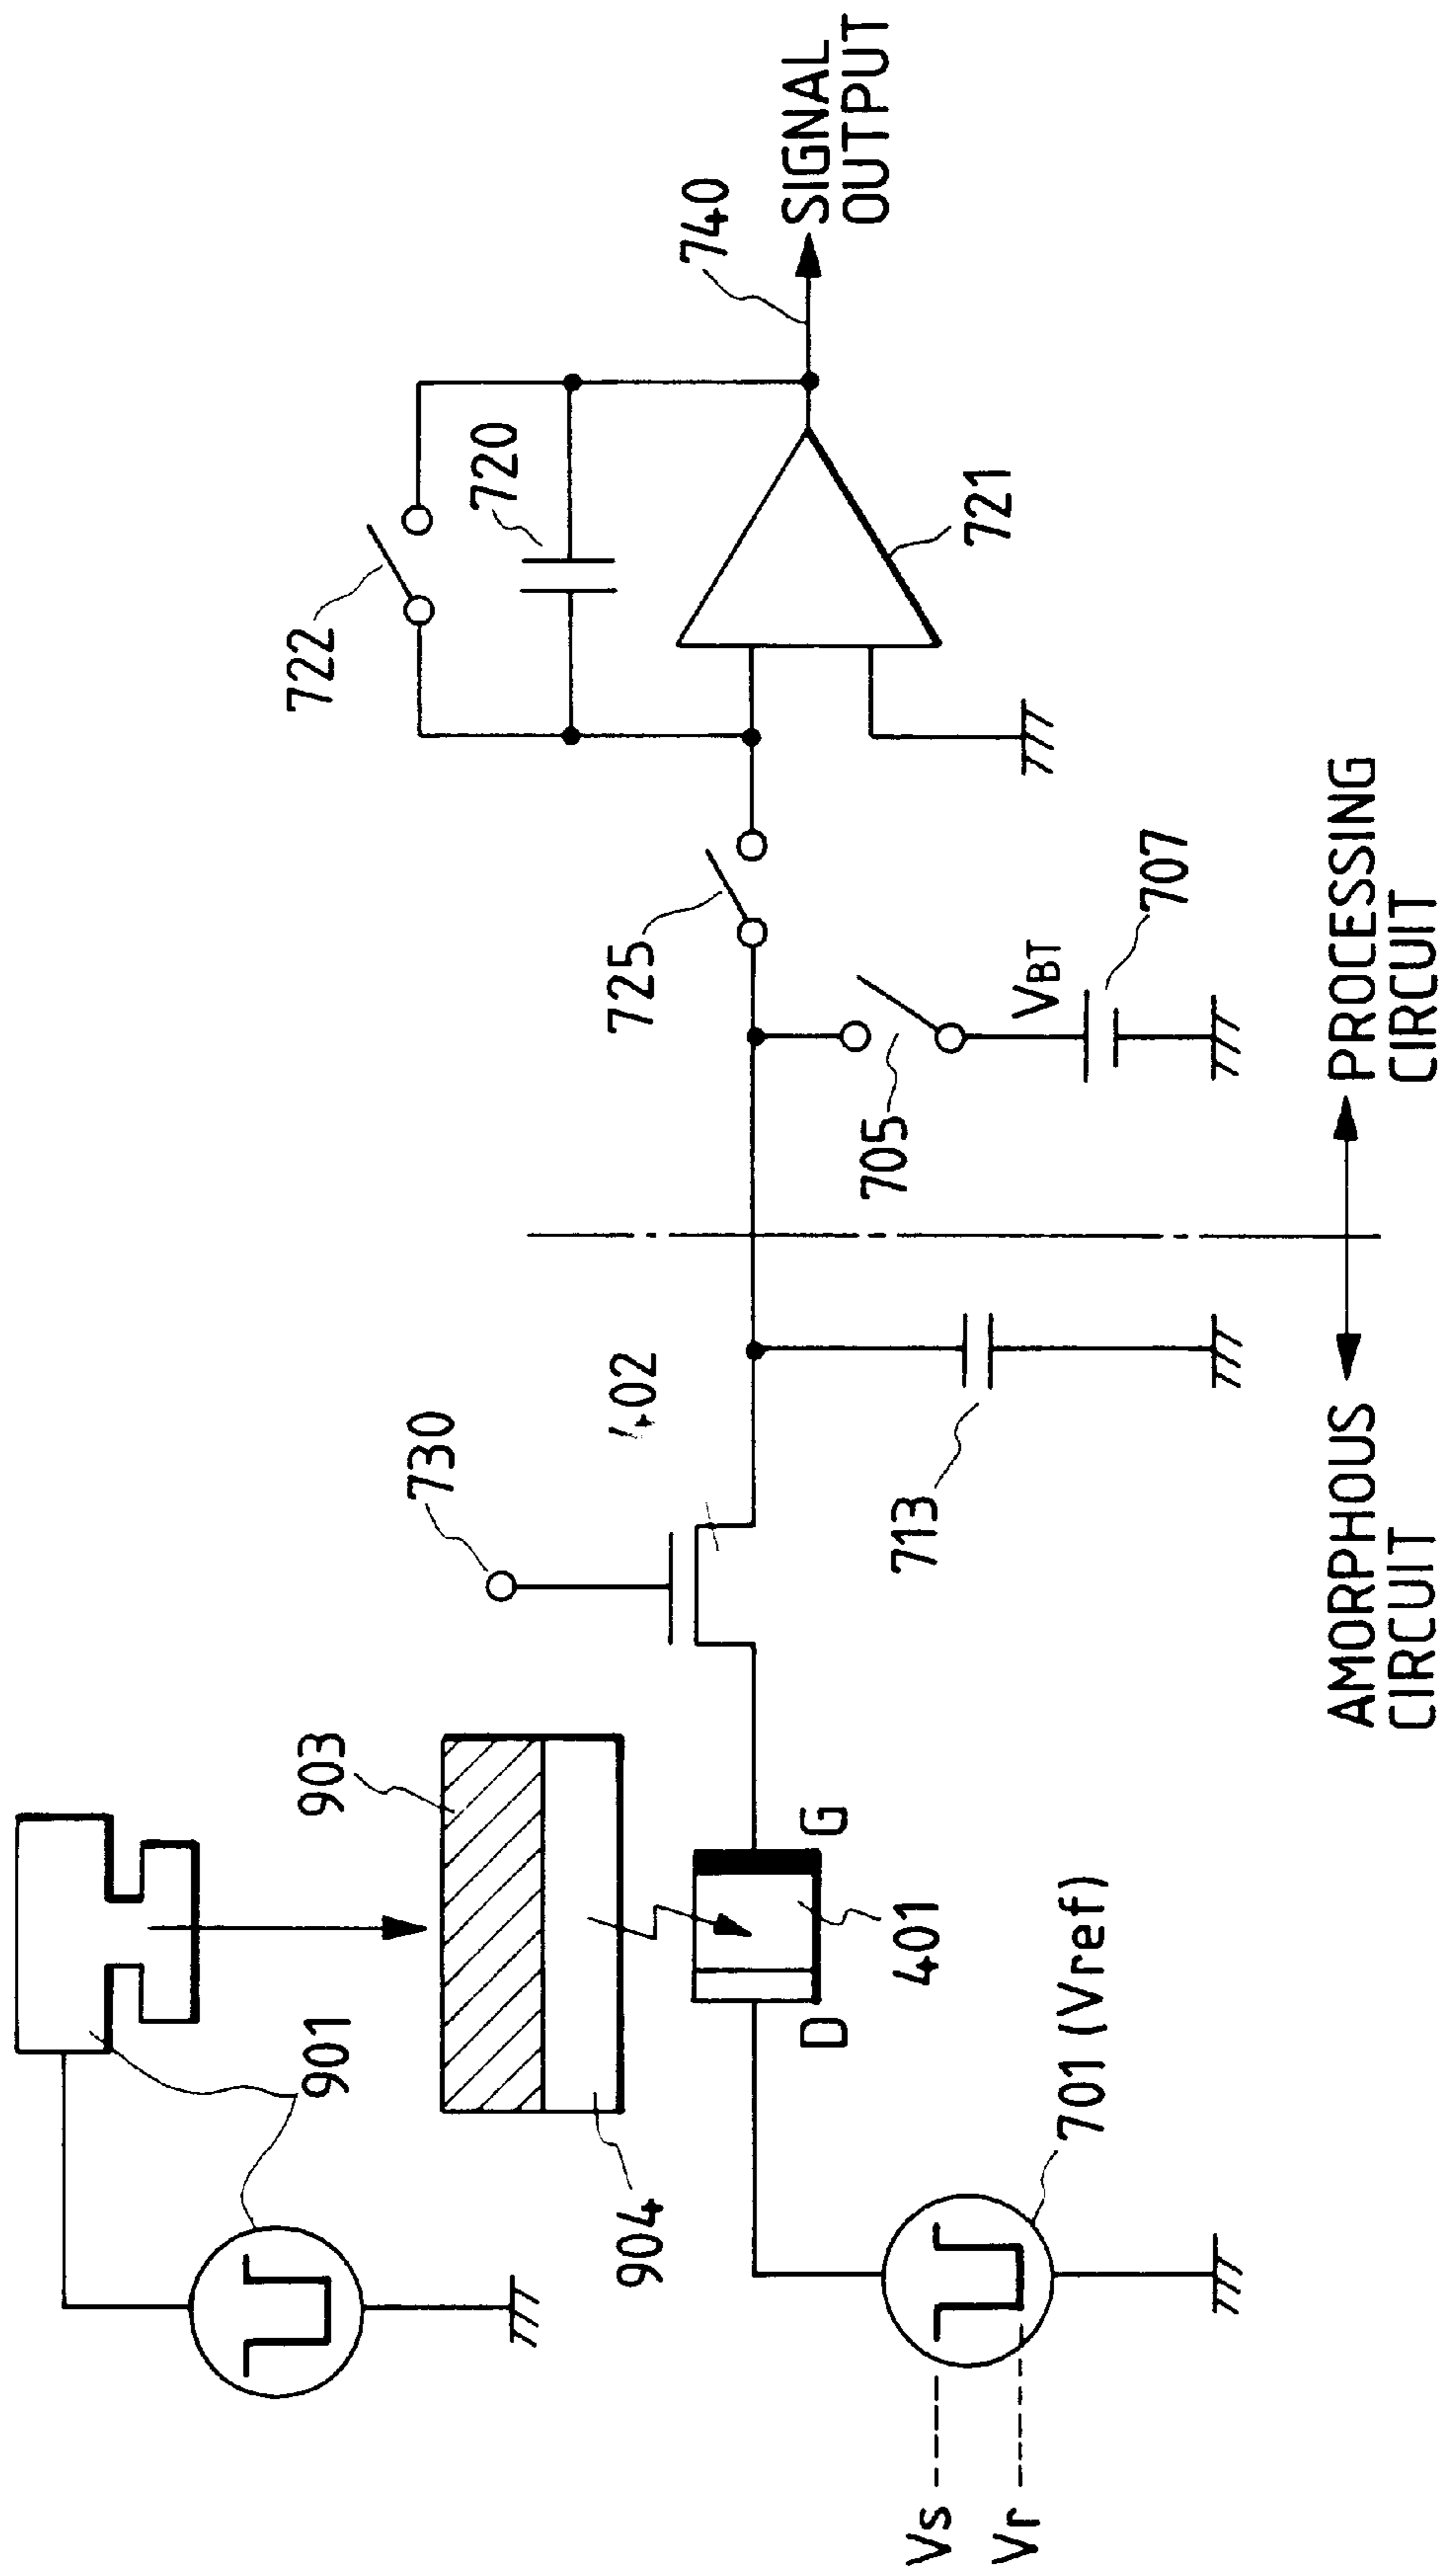 901
903
904
730
402
722
720
740
SIGNAL
OUTPUT
725
721
D
G
401
705
V_BT
707
713
701 (Vref)
Vs
Vr
AMORPHOUS
CIRCUIT
PROCESSING
CIRCUIT